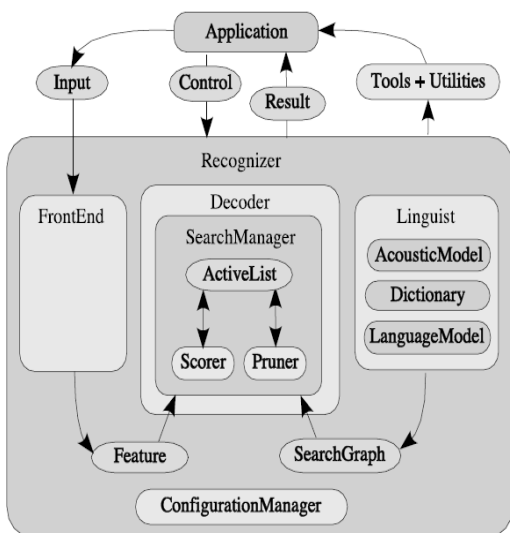 Application
Input
Control
Result
Tools + Utilities
Recognizer
FrontEnd
Decoder
SearchManager
ActiveList
Scorer
Pruner
Linguist
AcousticModel
Dictionary
LanguageModel
Feature
SearchGraph
ConfigurationManager